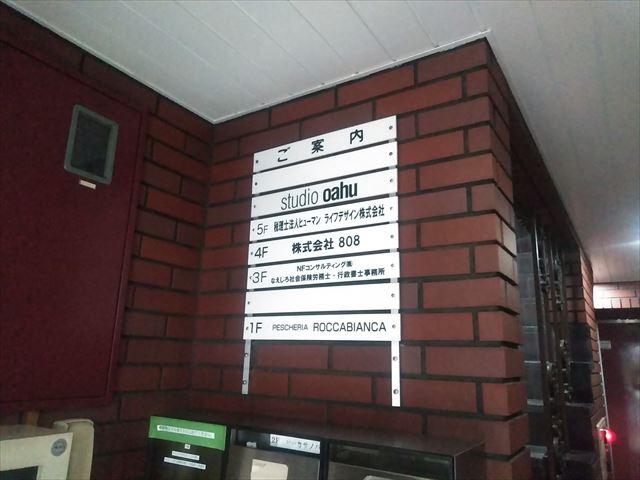 ご案内
studio oahu
5F 税理士法人ヒューマン ライフデザイン株式会社
4F 株式会社 808
3F NFコンサルティング㈱
なえしろ社会保険労務士・行政書士事務所
1F PESCHERIA ROCCABIANCA
2F